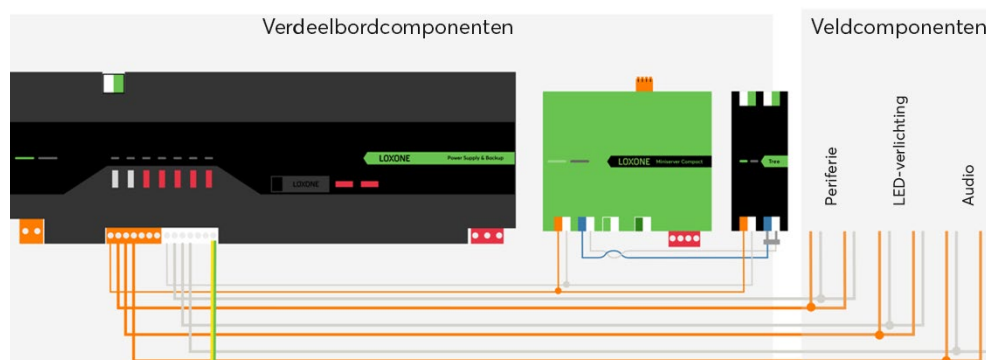 Verdeelbordcomponenten
Veldcomponenten
LOXONE Power Supply & Backup
LOXONE
LOXONE Miniserver Compact
Tree
Periferie
LED-verlichting
Audio